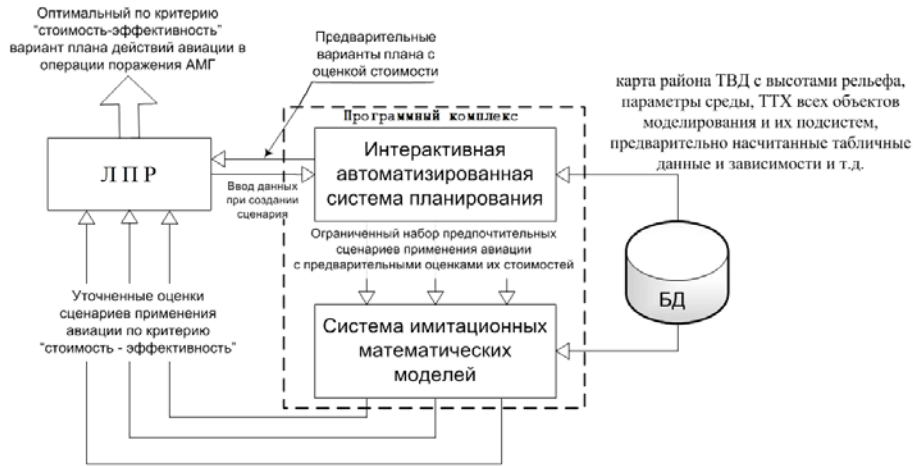 Оптимальный по критерию
"стоимость-эффективность"
вариант плана действий авиации в
операции поражения АМГ
Предварительные
варианты плана с
оценкой стоимости
карта района ТВД с высотами рельефа,
параметры среды, ТТХ всех объектов
моделирования и их подсистем,
предварительно насчитанные табличные
данные и зависимости и т.д.
Программный комплекс
ЛПР
Интерактивная
автоматизированная
система планирования
Ввод данных
при создании
сценария
Ограниченный набор предпочтительных
сценариев применения авиации
с предварительными оценками их стоимостей
БД
Уточненные оценки
сценариев применения
авиации по критерию
"стоимость - эффективность"
Система имитационных
математических
моделей